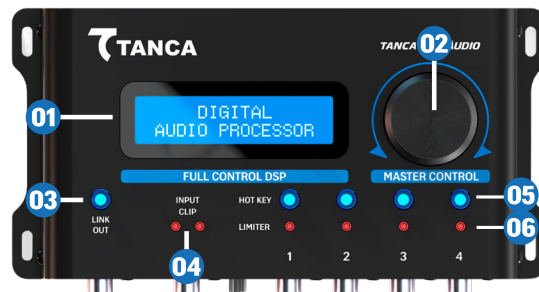 TANCA
TANCA AUDIO
02
01
DIGITAL
AUDIO PROCESSOR
FULL CONTROL DSP
MASTER CONTROL
03
LINK
OUT
INPUT
CLIP
HOT KEY
05
04
LIMITER
06
1 2 3 4